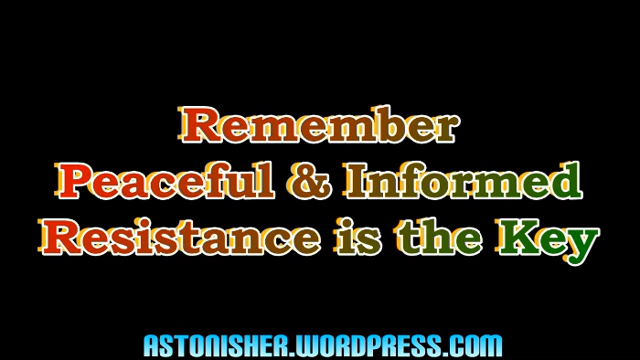 Remember
Peaceful & Informed
Resistance is the Key
ASTONISHER.WORDPRESS.COM